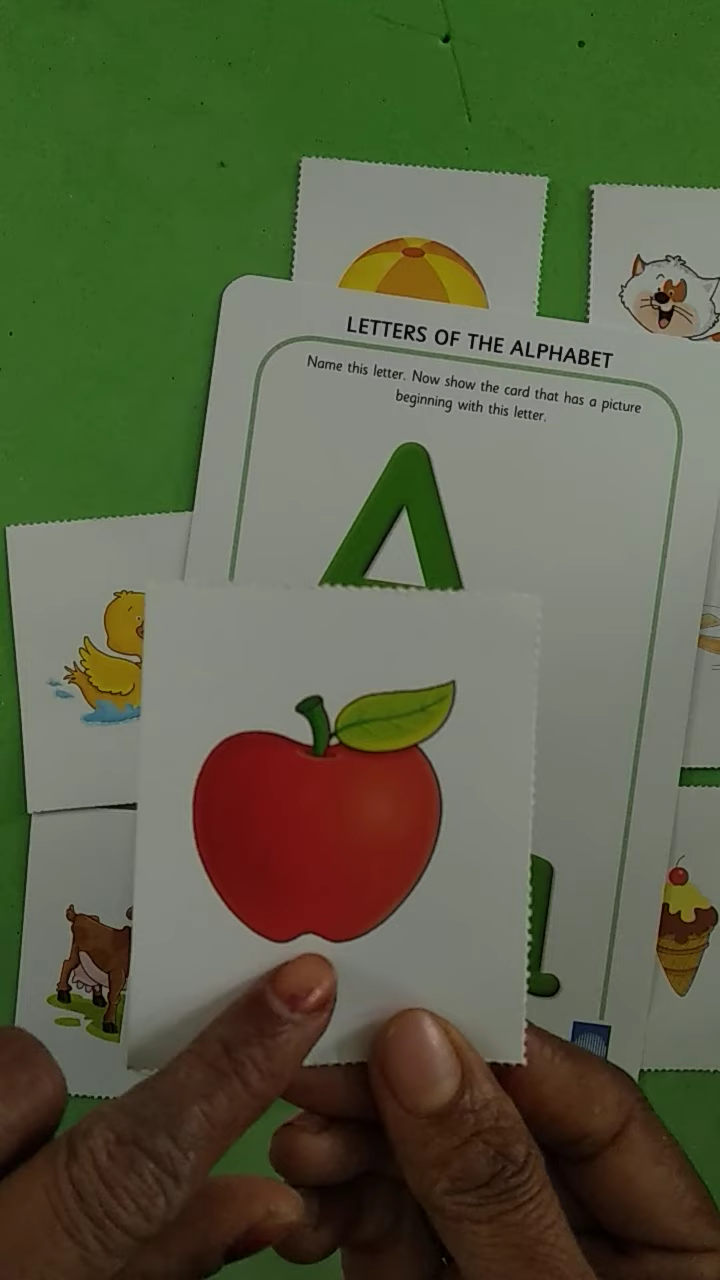 LETTERS OF THE ALPHABET
Name this letter. Now show the card that has a picture
beginning with this letter.
A